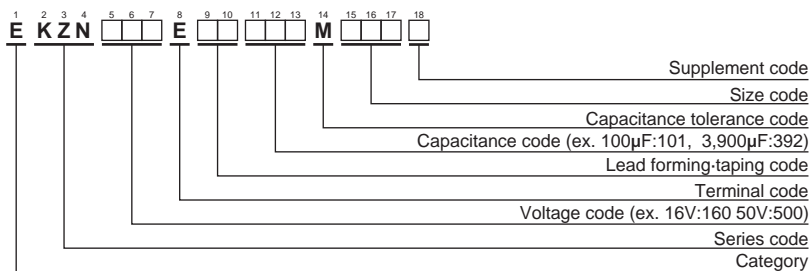 1 2 3 4 5 6 7 8 9 10 11 12 13 14 15 16 17 18
E KZN E M
Supplement code
Size code
Capacitance tolerance code
Capacitance code (ex. 100µF:101, 3,900µF:392)
Lead forming·taping code
Terminal code
Voltage code (ex. 16V:160 50V:500)
Series code
Category